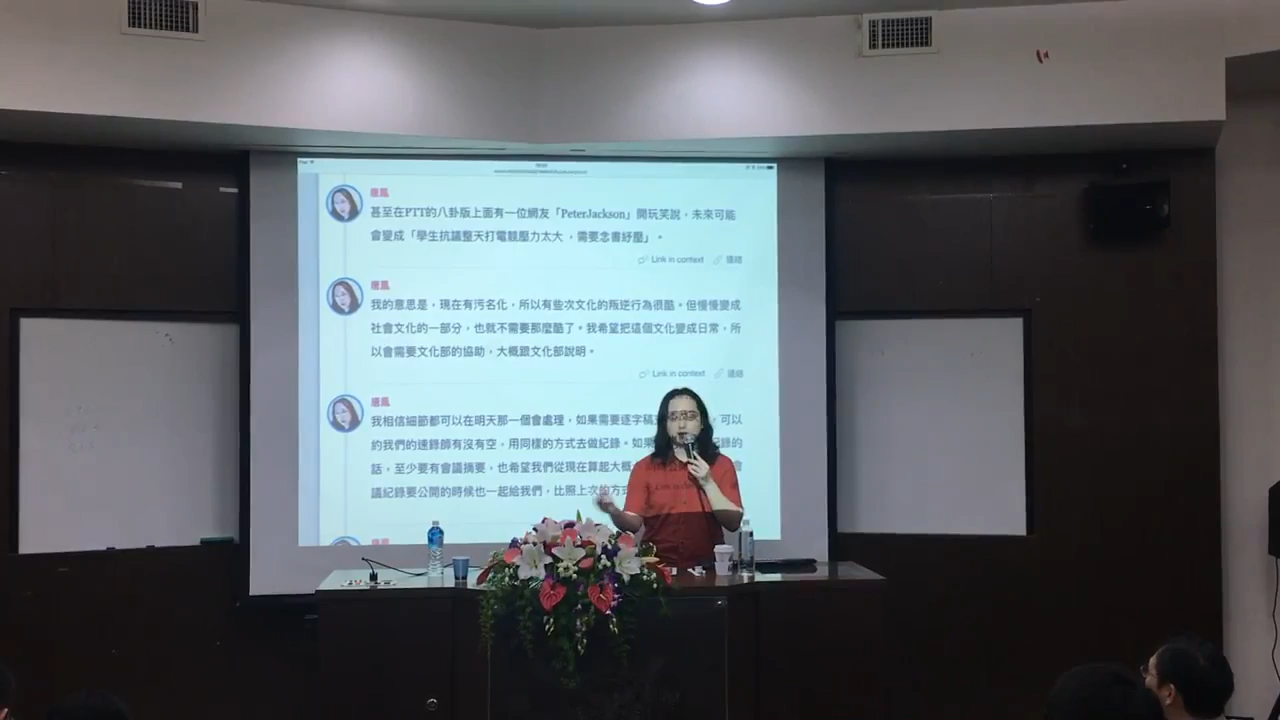 唐鳳
甚至在PTT的八卦版上面有一位網友「PeterJackson」開玩笑說，未來可能
會變成「學生抗議整天打電競壓力太大，需要念書紓壓」。
Link in context 連結
唐鳳
我的意思是，現在有污名化，所以有些次文化的叛逆行為很酷。但慢慢變成
社會文化的一部分，也就不需要那麼酷了。我希望把這個文化變成日常，所
以會需要文化部的協助，大概跟文化部說明。
Link in context 連結
唐鳳
我相信細節都可以在明天那一個會處理，如果需要逐字稿 可以
約我們的速錄師有沒有空，用同樣的方式去做紀錄。如果 紀錄的
話，至少要有會議摘要，也希望我們從現在算起大概 會
議紀錄要公開的時候也一起給我們，比照上次的方式
唐鳳